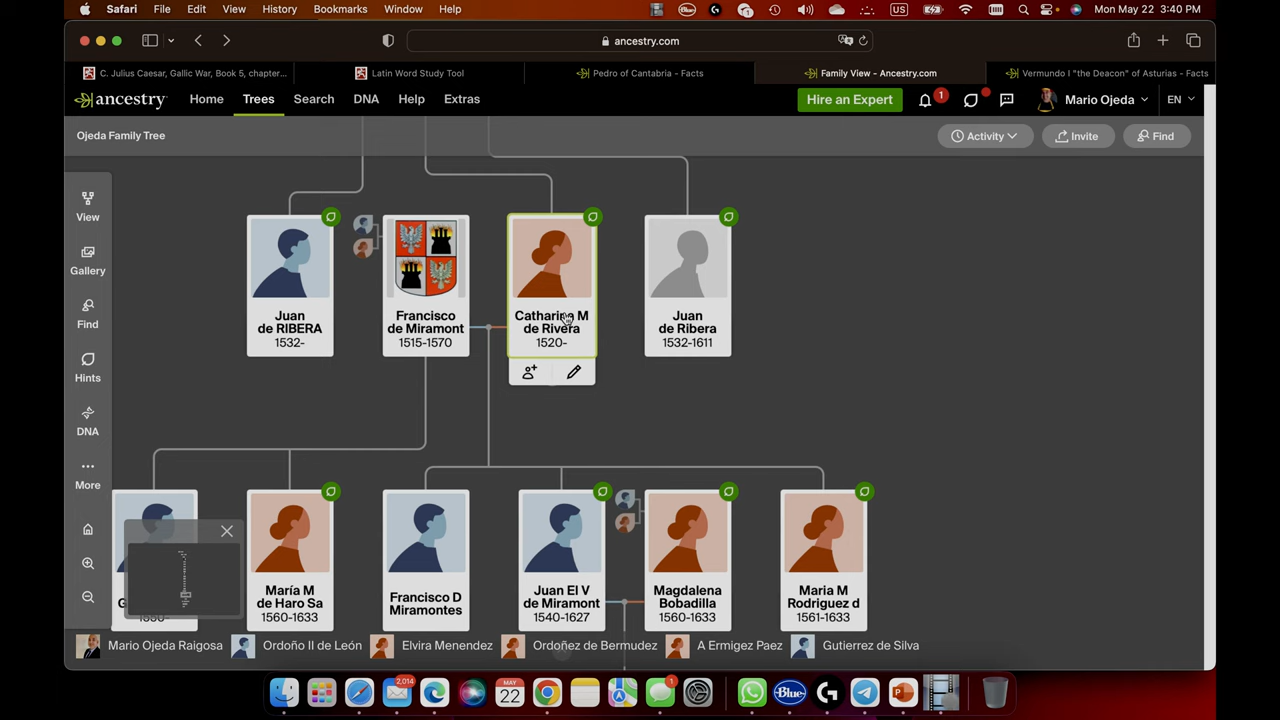 Safari File Edit View History Bookmarks Window Help
US
Mon May 22 3:40 PM
ancestry.com
C. Julius Caesar, Gallic War, Book 5, chapter...
Latin Word Study Tool
Pedro of Cantabria - Facts
Family View - Ancestry.com
Vermundo I "the Deacon" of Asturias - Facts
ancestry
Home Trees Search DNA Help Extras
Hire an Expert
1
Mario Ojeda
EN
Ojeda Family Tree
Activity
Invite
Find
View
Gallery
Find
Hints
DNA
More
Juan
de RIBERA
1532-
Francisco
de Miramont
1515-1570
Catharina M
de Rivera
1520-
Juan
de Ribera
1532-1611
María M
de Haro Sa
1560-1633
Francisco D
Miramontes
Juan El V
de Miramont
1540-1627
Magdalena
Bobadilla
1560-1633
Maria M
Rodriguez d
1561-1633
Mario Ojeda Raigosa
Ordoño II de León
Elvira Menendez
Ordoñez de Bermudez
A Ermigez Paez
Gutierrez de Silva
2,014
MAY
22
1
Blue